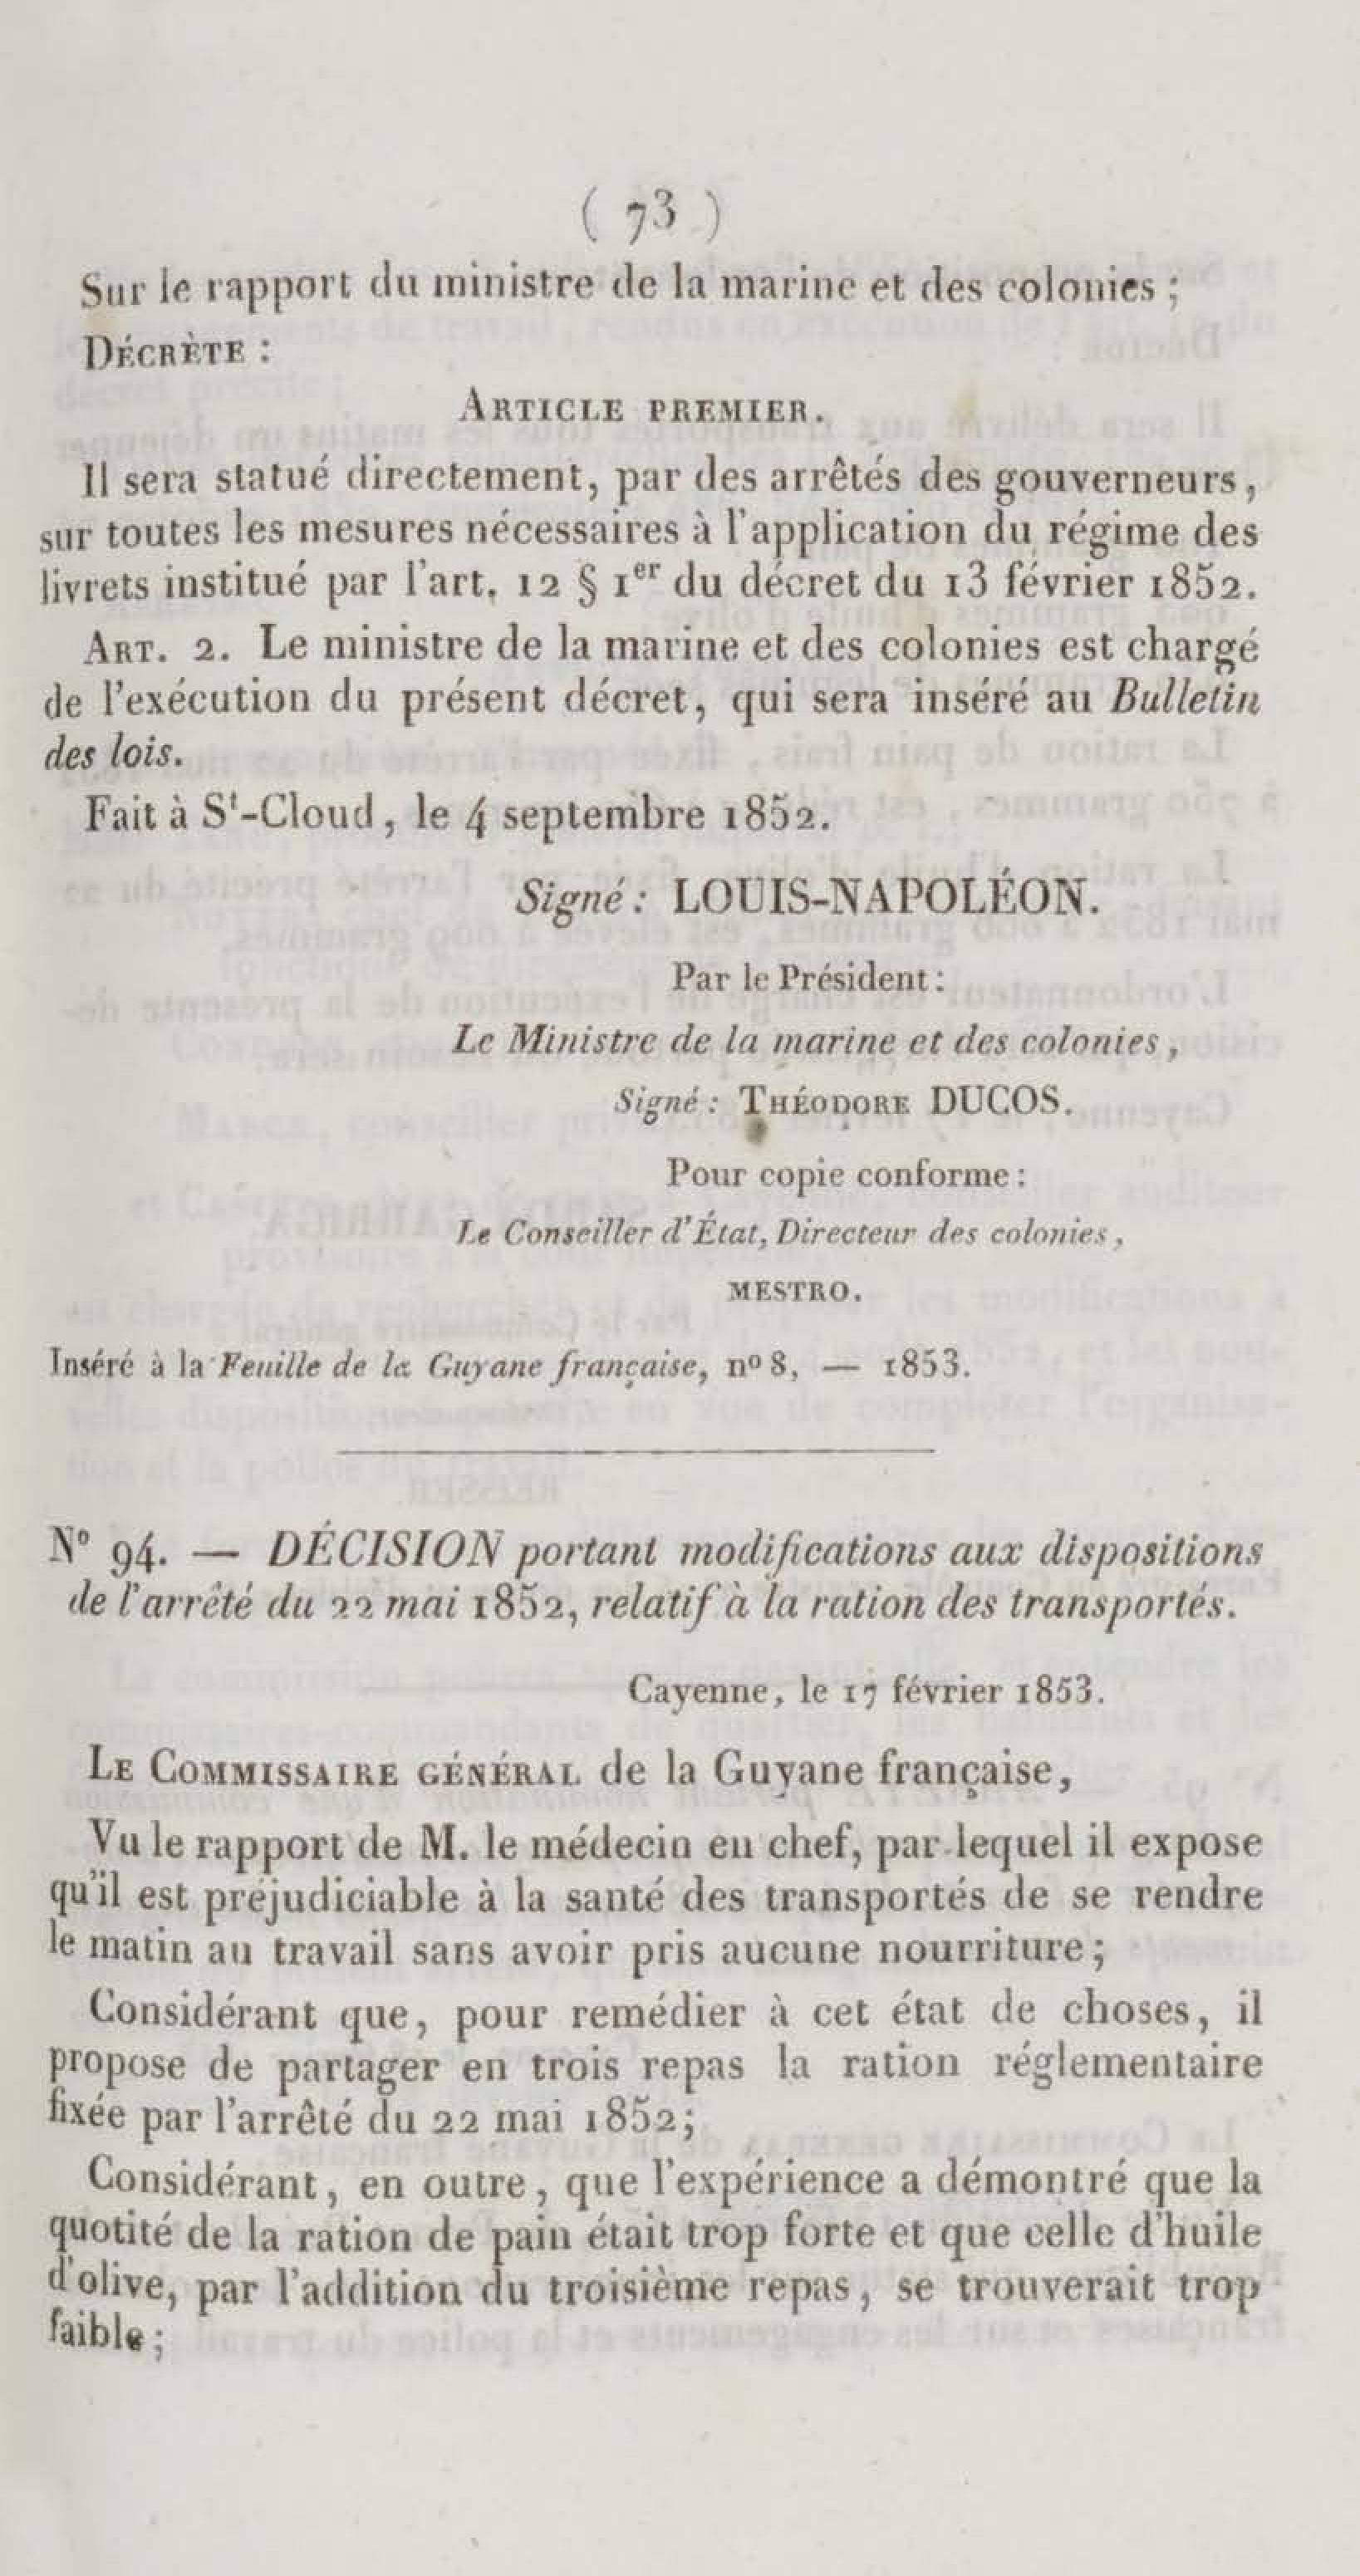 ( 73 )
Sur le rapport du ministre de la marine et des colonies ;
DÉCRÈTE :
ARTICLE PREMIER.
Il sera statué directement, par des arrêtés des gouverneurs,
sur toutes les mesures nécessaires à l'application du régime des
livrets institué par l'art. 12 § 1er du décret du 13 février 1852.
ART. 2. Le ministre de la marine et des colonies est chargé
de l'exécution du présent décret, qui sera inséré au Bulletin
des lois.
Fait à St-Cloud, le 4 septembre 1852.
Signé : LOUIS-NAPOLÉON.
Par le Président :
Le Ministre de la marine et des colonies,
Signé : THÉODORE DUCOS.
Pour copie conforme :
Le Conseiller d'État, Directeur des colonies,
MESTRO.
Inséré à la Feuille de la Guyane française, nº 8, — 1853.
Nº 94. — DÉCISION portant modifications aux dispositions
de l'arrêté du 22 mai 1852, relatif à la ration des transportés.
Cayenne, le 17 février 1853.
LE COMMISSAIRE GÉNÉRAL de la Guyane française,
Vu le rapport de M. le médecin en chef, par lequel il expose
qu'il est préjudiciable à la santé des transportés de se rendre
le matin au travail sans avoir pris aucune nourriture ;
Considérant que, pour remédier à cet état de choses, il
propose de partager en trois repas la ration réglementaire
fixée par l'arrêté du 22 mai 1852;
Considérant, en outre, que l'expérience a démontré que la
quotité de la ration de pain était trop forte et que celle d'huile
d'olive, par l'addition du troisième repas, se trouverait trop
faible ;